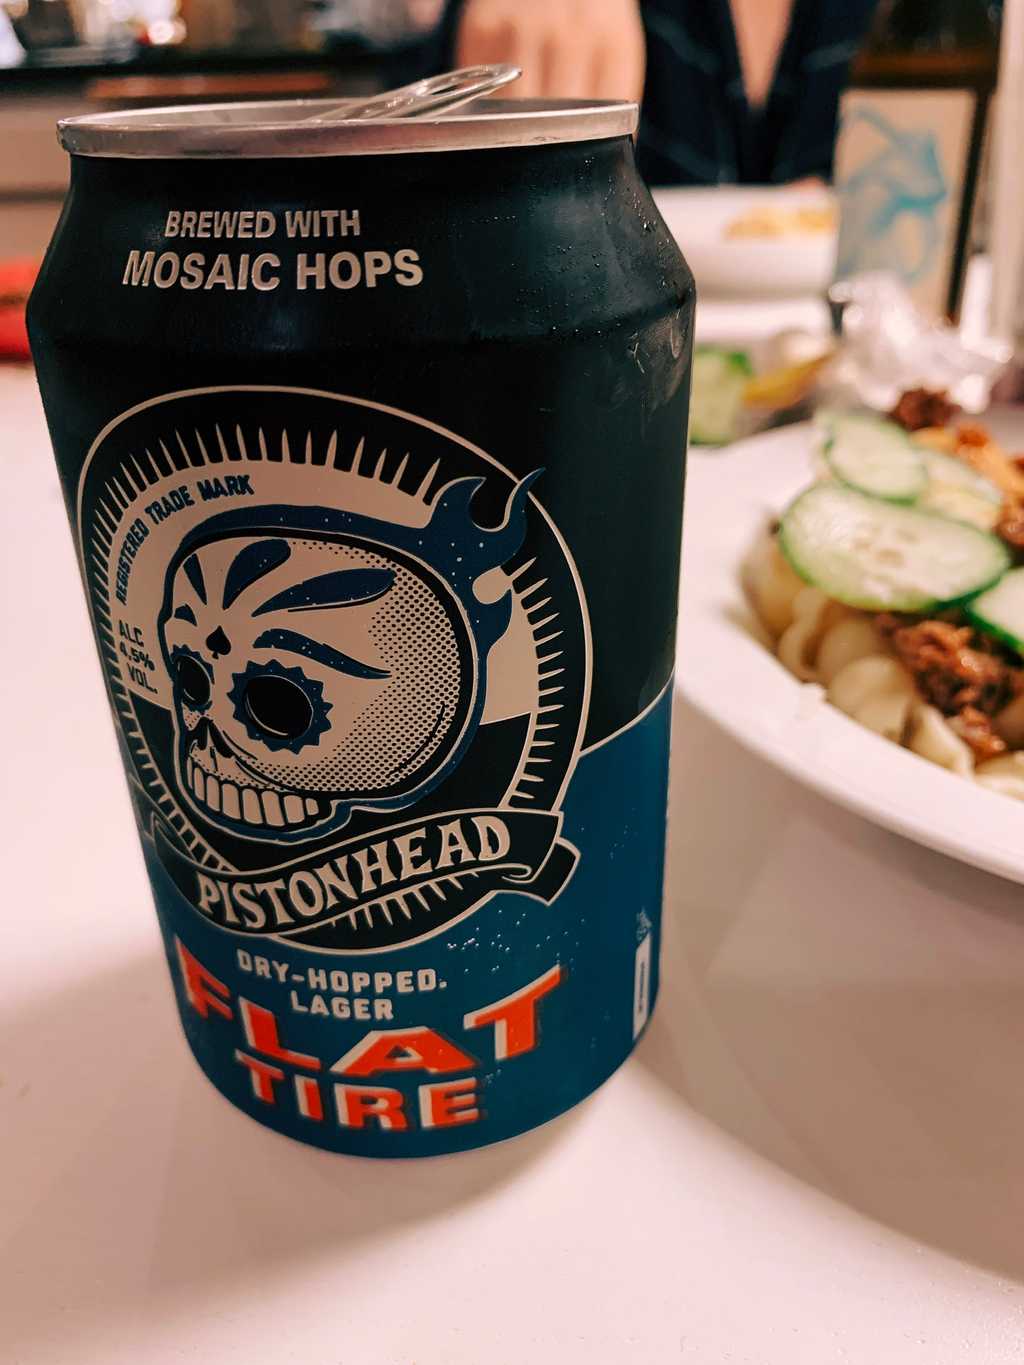 BREWED WITH
MOSAIC HOPS
REGISTERED TRADE MARK
ALC
4.5%
VOL.
PISTONHEAD
DRY-HOPPED.
LAGER
FLAT
TIRE